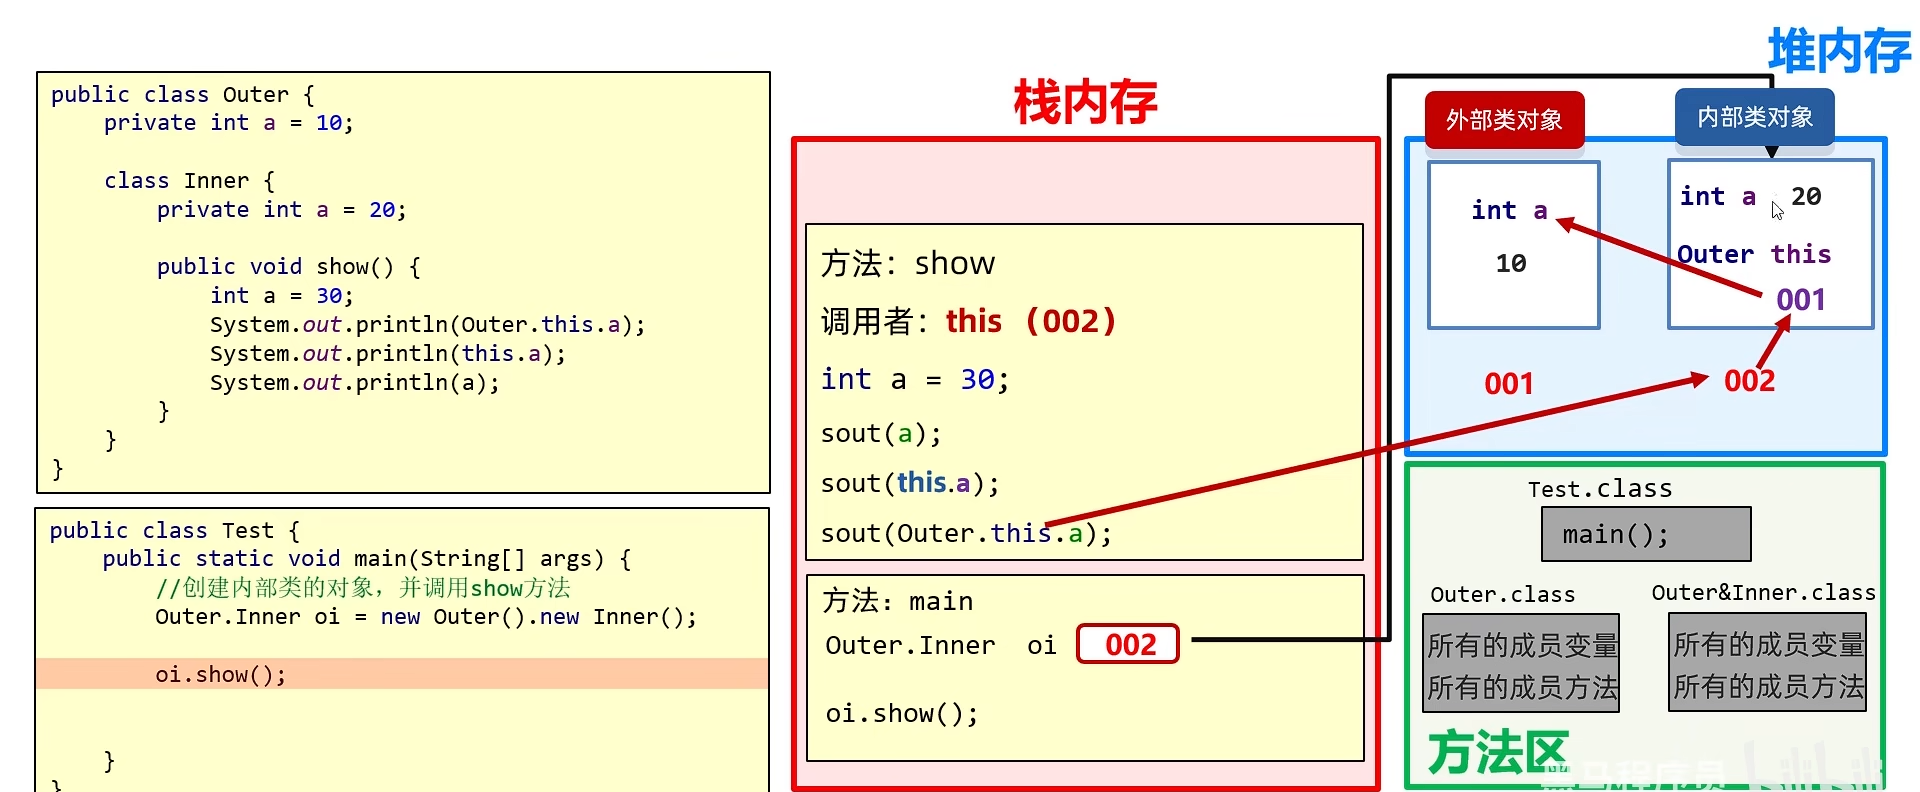 public class Outer {
private int a = 10;
class Inner {
private int a = 20;
public void show() {
int a = 30;
System.out.println(Outer.this.a);
System.out.println(this.a);
System.out.println(a);
}
}
}
public class Test {
public static void main(String[] args) {
//创建内部类的对象，并调用show方法
Outer.Inner oi = new Outer().new Inner();
oi.show();
}
}
栈内存
方法：show
调用者：this（002）
int a = 30;
sout(a);
sout(this.a);
sout(Outer.this.a);
方法：main
Outer.Inner oi 002
oi.show();
堆内存
外部类对象
int a
10
001
内部类对象
int a 20
Outer this
001
002
Test.class
main();
Outer.class
所有的成员变量
所有的成员方法
Outer&Inner.class
所有的成员变量
所有的成员方法
方法区
黑马程序员 bilibili